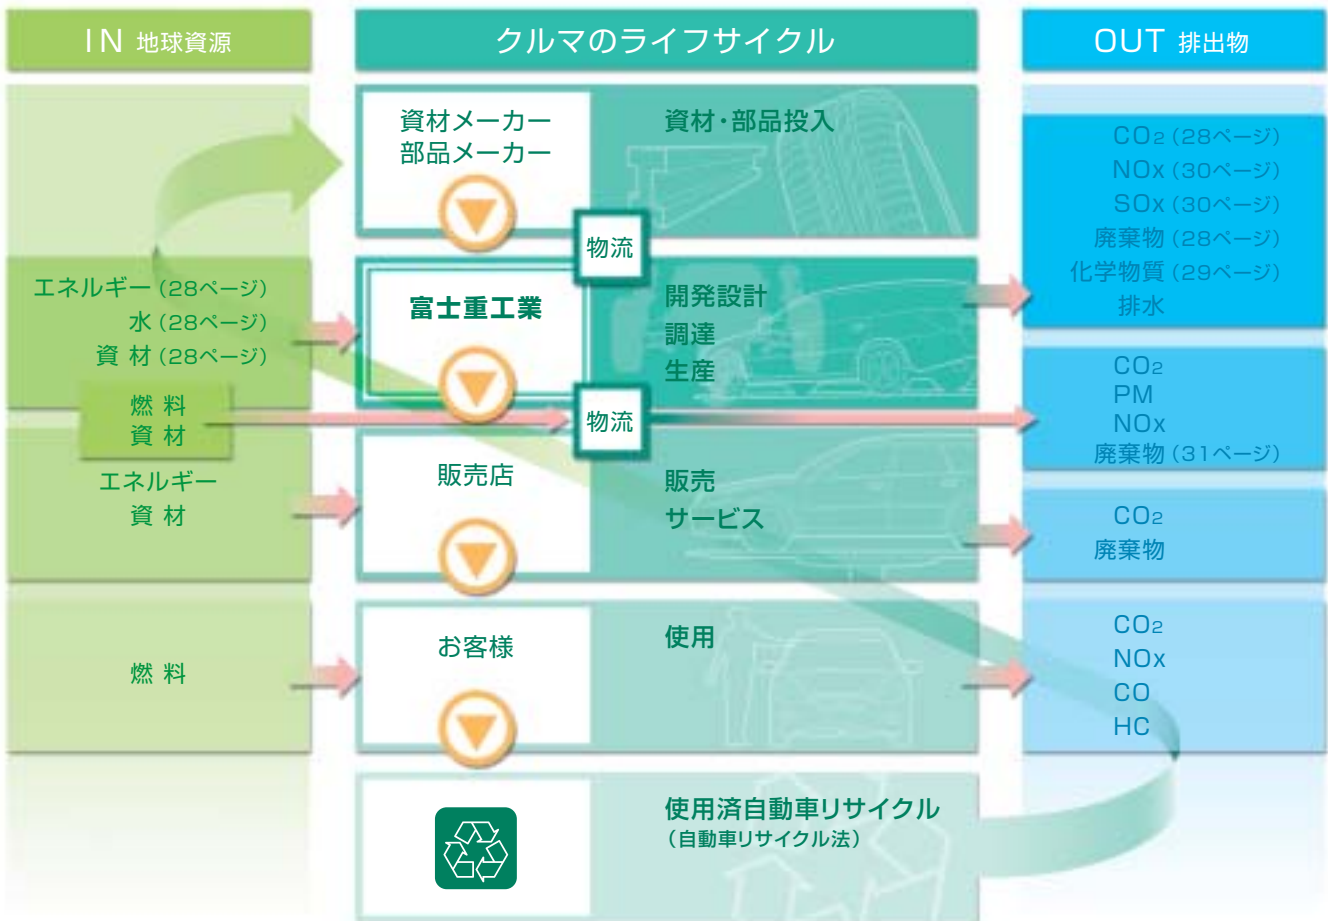 IN 地球資源
クルマのライフサイクル
OUT 排出物
資材メーカー
部品メーカー
資材・部品投入
物流
エネルギー(28ページ)
水(28ページ)
資 材(28ページ)
富士重工業
開発設計
調達
生産
CO2(28ページ)
NOx(30ページ)
SOx(30ページ)
廃棄物(28ページ)
化学物質(29ページ)
排水
燃 料
資 材
物流
CO2
PM
NOx
廃棄物(31ページ)
エネルギー
資 材
販売店
販売
サービス
CO2
廃棄物
燃 料
お客様
使用
CO2
NOx
CO
HC
使用済自動車リサイクル
(自動車リサイクル法)